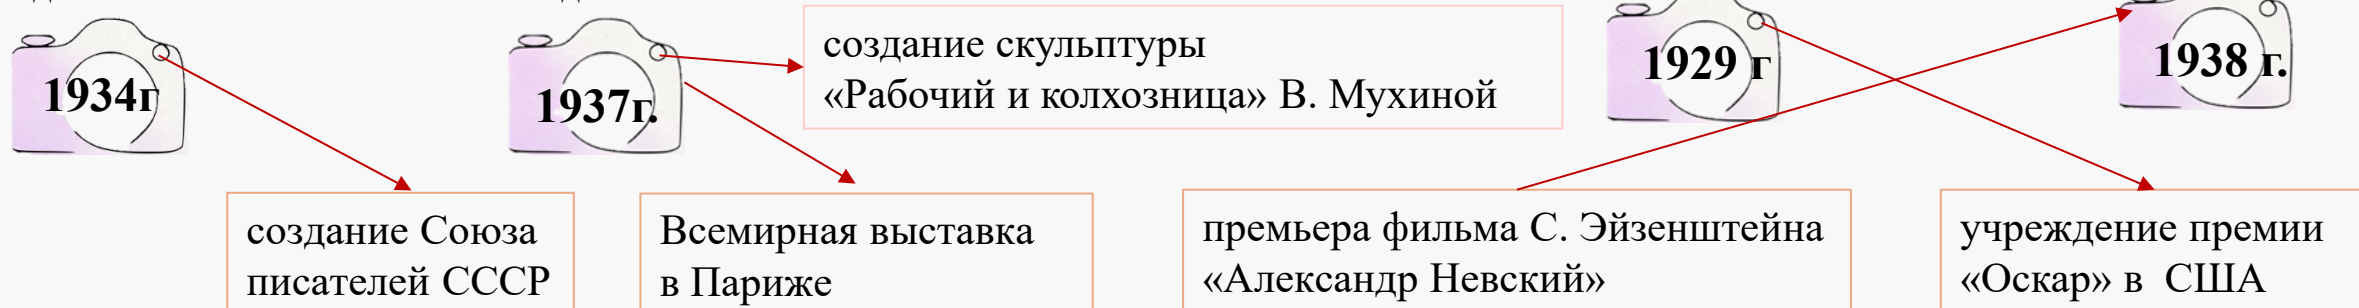 1934г
1937г.
создание скульптуры
«Рабочий и колхозница» В. Мухиной
1929 г
1938 г.
создание Союза
писателей СССР
Всемирная выставка
в Париже
премьера фильма С. Эйзенштейна
«Александр Невский»
учреждение премии
«Оскар» в США